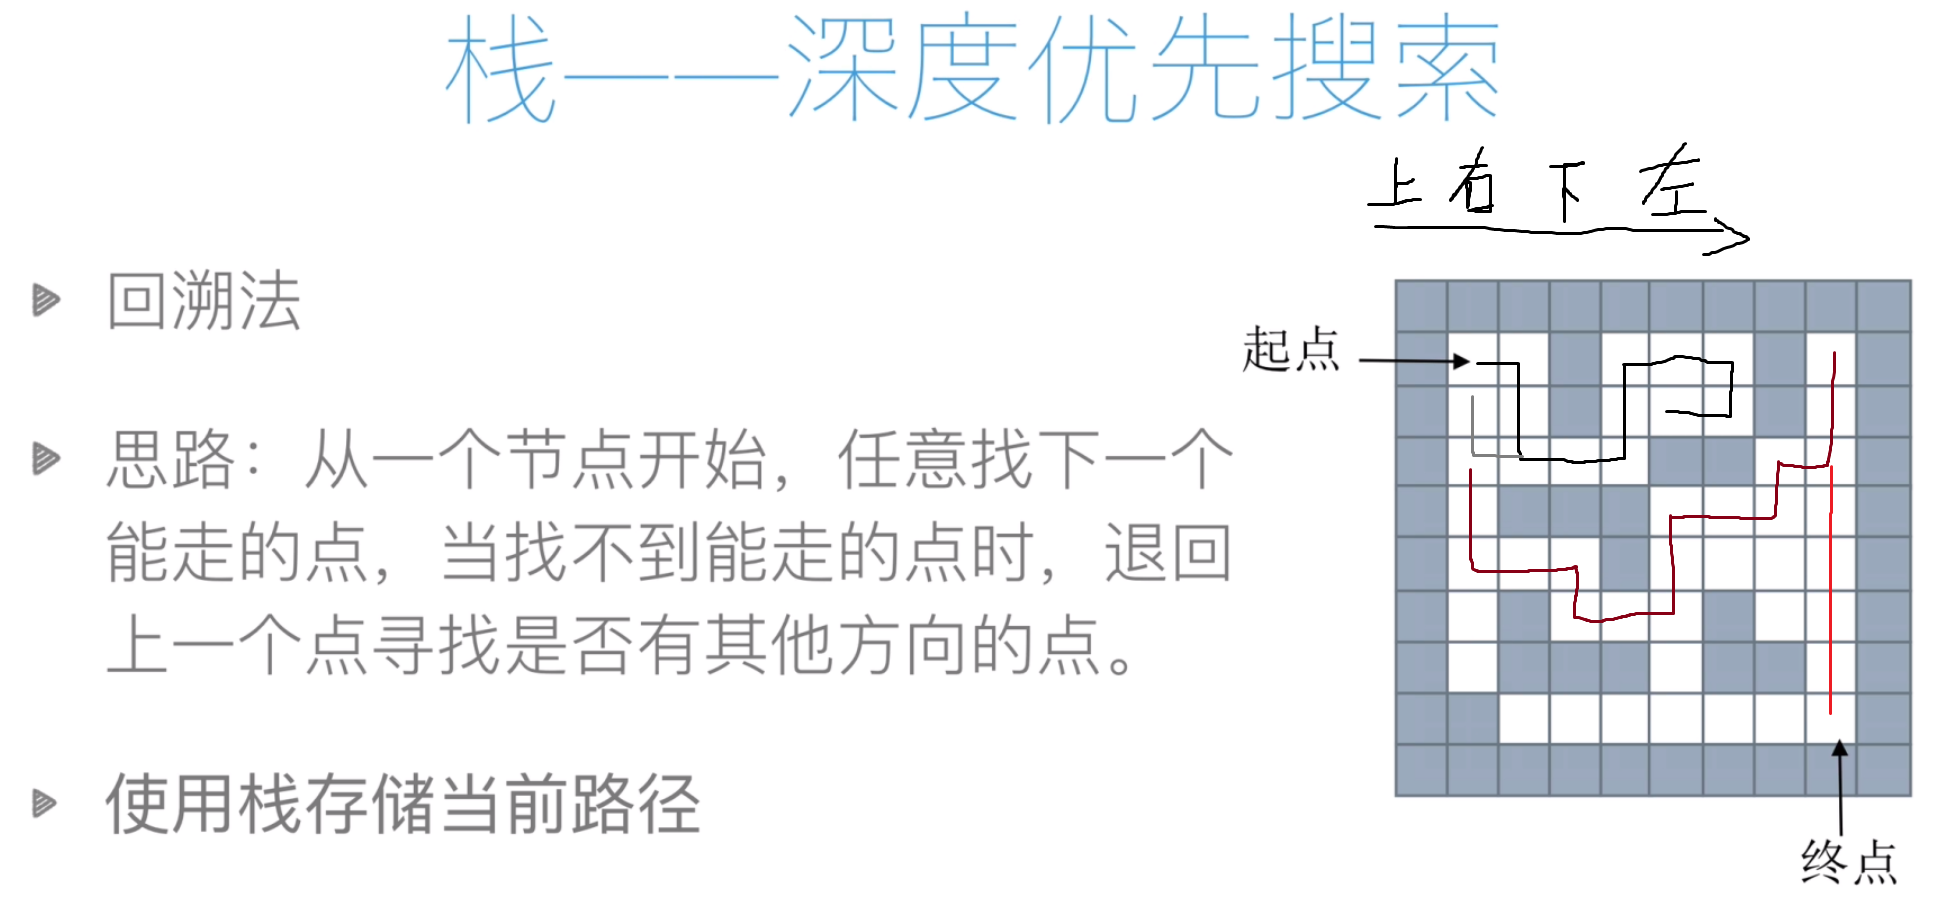 栈——深度优先搜索
上右下左
回溯法
起点
思路：从一个节点开始，任意找下一个
能走的点，当找不到能走的点时，退回
上一个点寻找是否有其他方向的点。
使用栈存储当前路径
终点